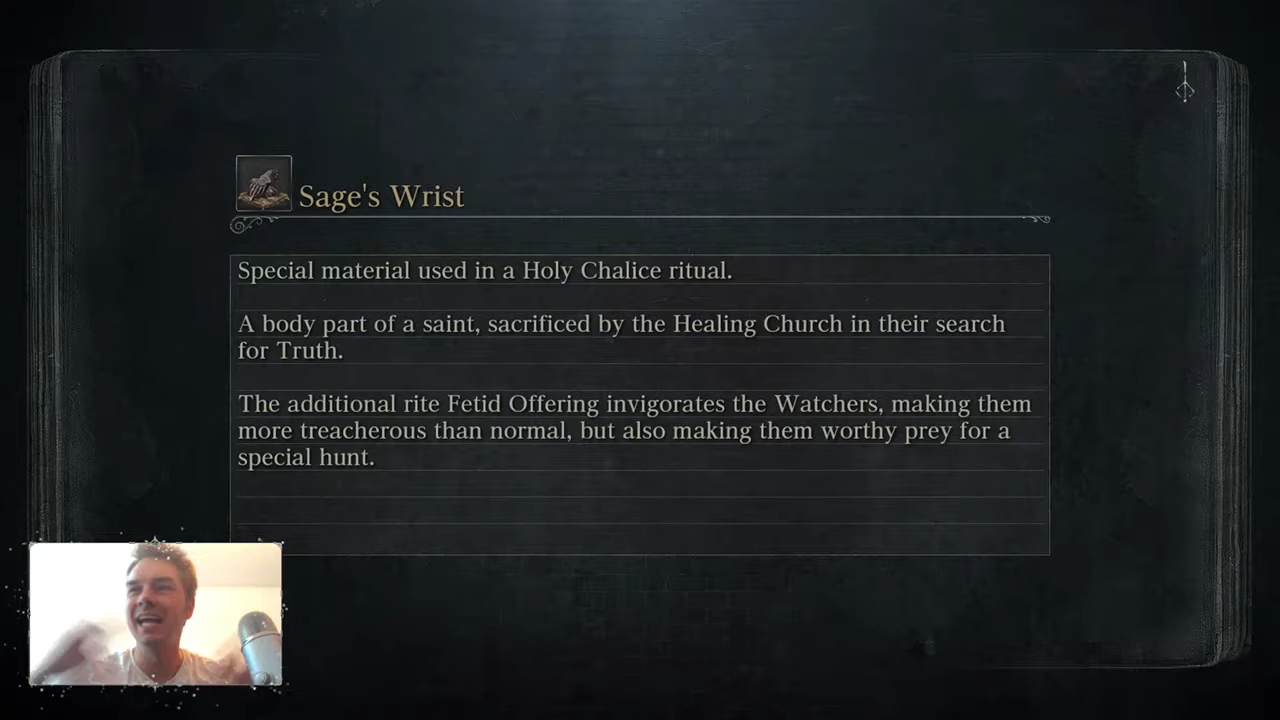 Sage's Wrist
Special material used in a Holy Chalice ritual.
A body part of a saint, sacrificed by the Healing Church in their search
for Truth.
The additional rite Fetid Offering invigorates the Watchers, making them
more treacherous than normal, but also making them worthy prey for a
special hunt.